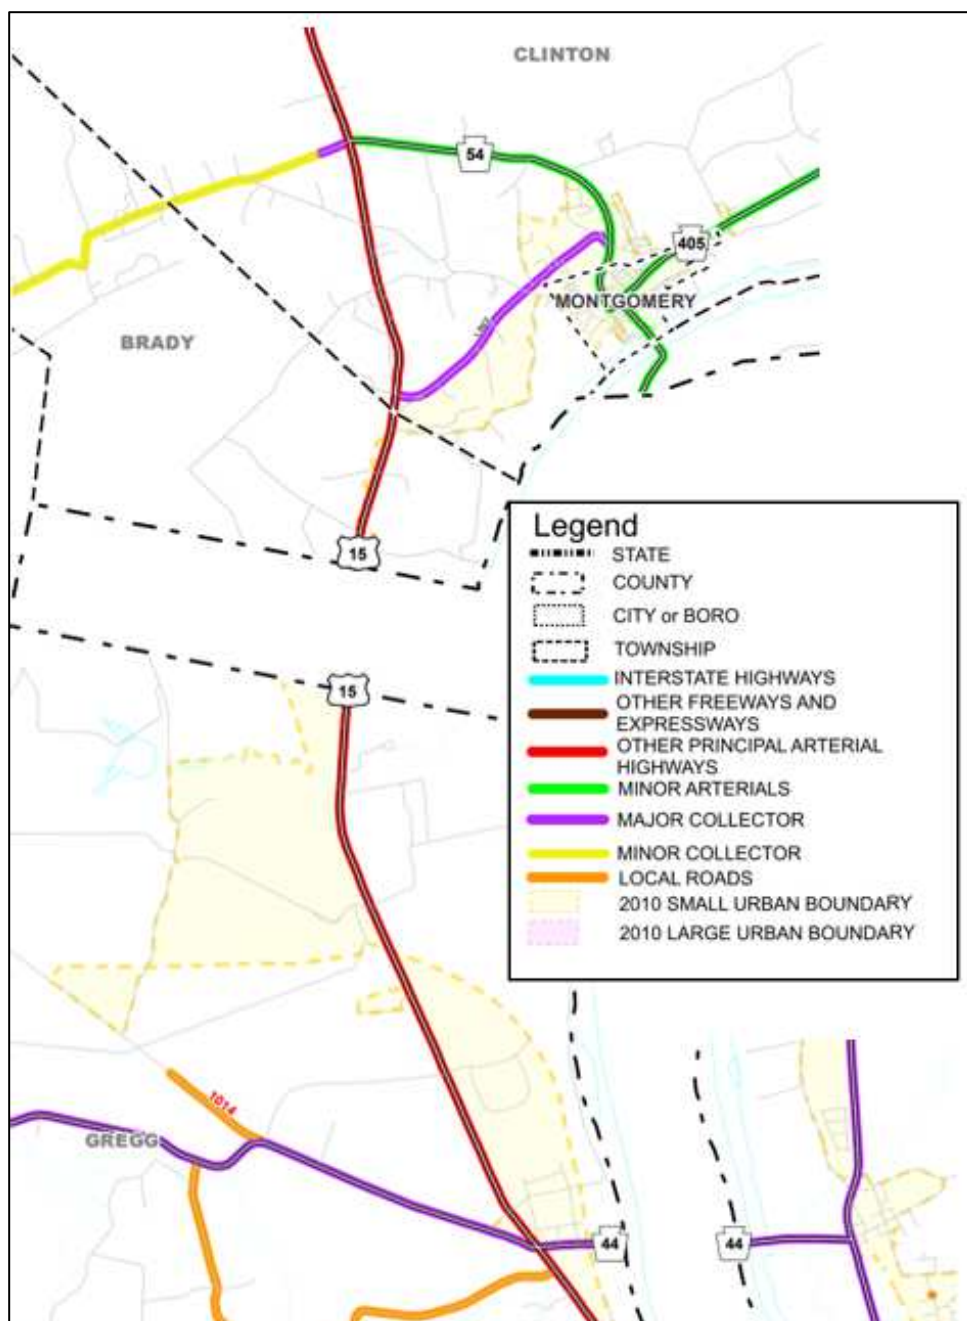 CLINTON
54
405
MONTGOMERY
BRADY
15
Legend
STATE
COUNTY
CITY or BORO
TOWNSHIP
INTERSTATE HIGHWAYS
OTHER FREEWAYS AND
EXPRESSWAYS
OTHER PRINCIPAL ARTERIAL
HIGHWAYS
MINOR ARTERIALS
MAJOR COLLECTOR
MINOR COLLECTOR
LOCAL ROADS
2010 SMALL URBAN BOUNDARY
2010 LARGE URBAN BOUNDARY
15
1014
GREGG
44
44